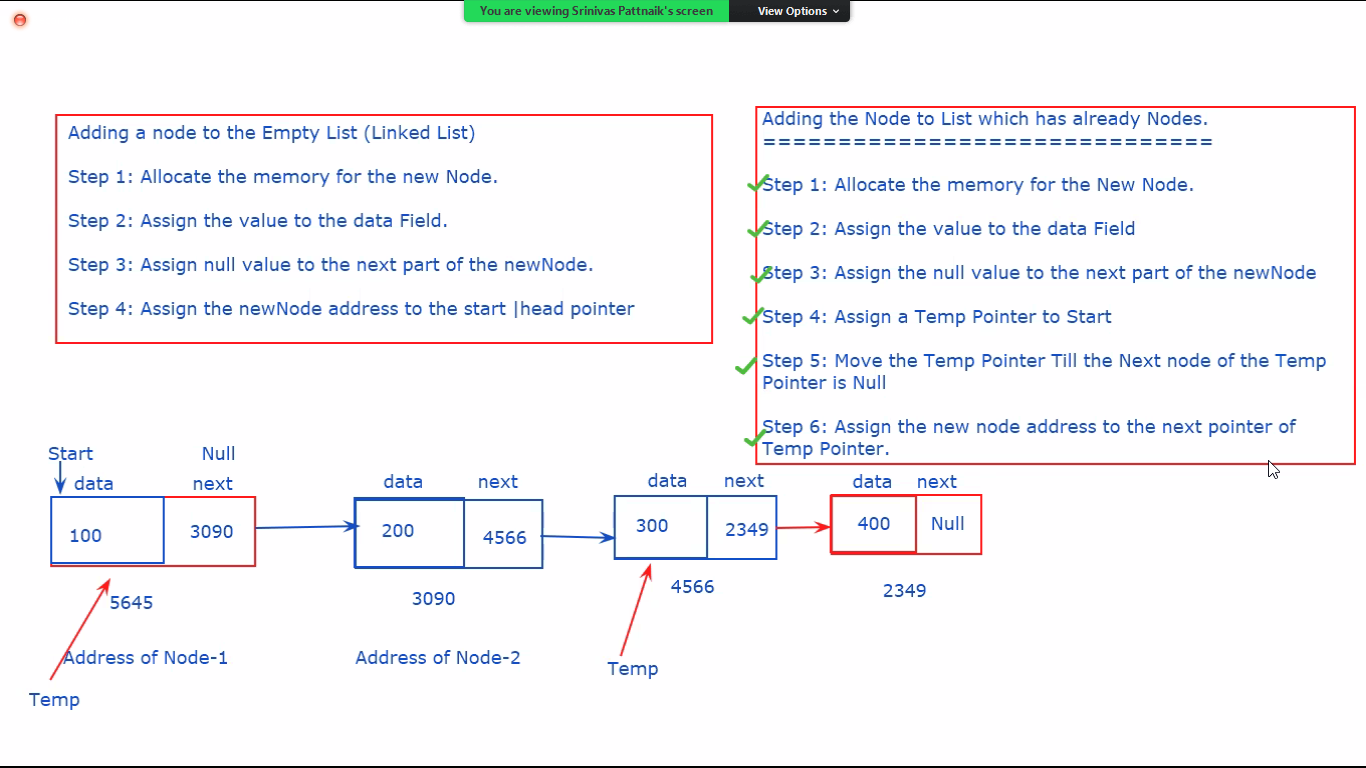 You are viewing Srinivas Pattnaik's screen
View Options
Adding a node to the Empty List (Linked List)
Step 1: Allocate the memory for the new Node.
Step 2: Assign the value to the data Field.
Step 3: Assign null value to the next part of the newNode.
Step 4: Assign the newNode address to the start |head pointer
Adding the Node to List which has already Nodes.
==============================
Step 1: Allocate the memory for the New Node.
Step 2: Assign the value to the data Field
Step 3: Assign the null value to the next part of the newNode
Step 4: Assign a Temp Pointer to Start
Step 5: Move the Temp Pointer Till the Next node of the Temp
Pointer is Null
Step 6: Assign the new node address to the next pointer of
Temp Pointer.
Start Null
data next data next data next data next
100 3090 200 4566 300 2349 400 Null
5645 3090 4566 2349
Address of Node-1 Address of Node-2
Temp Temp